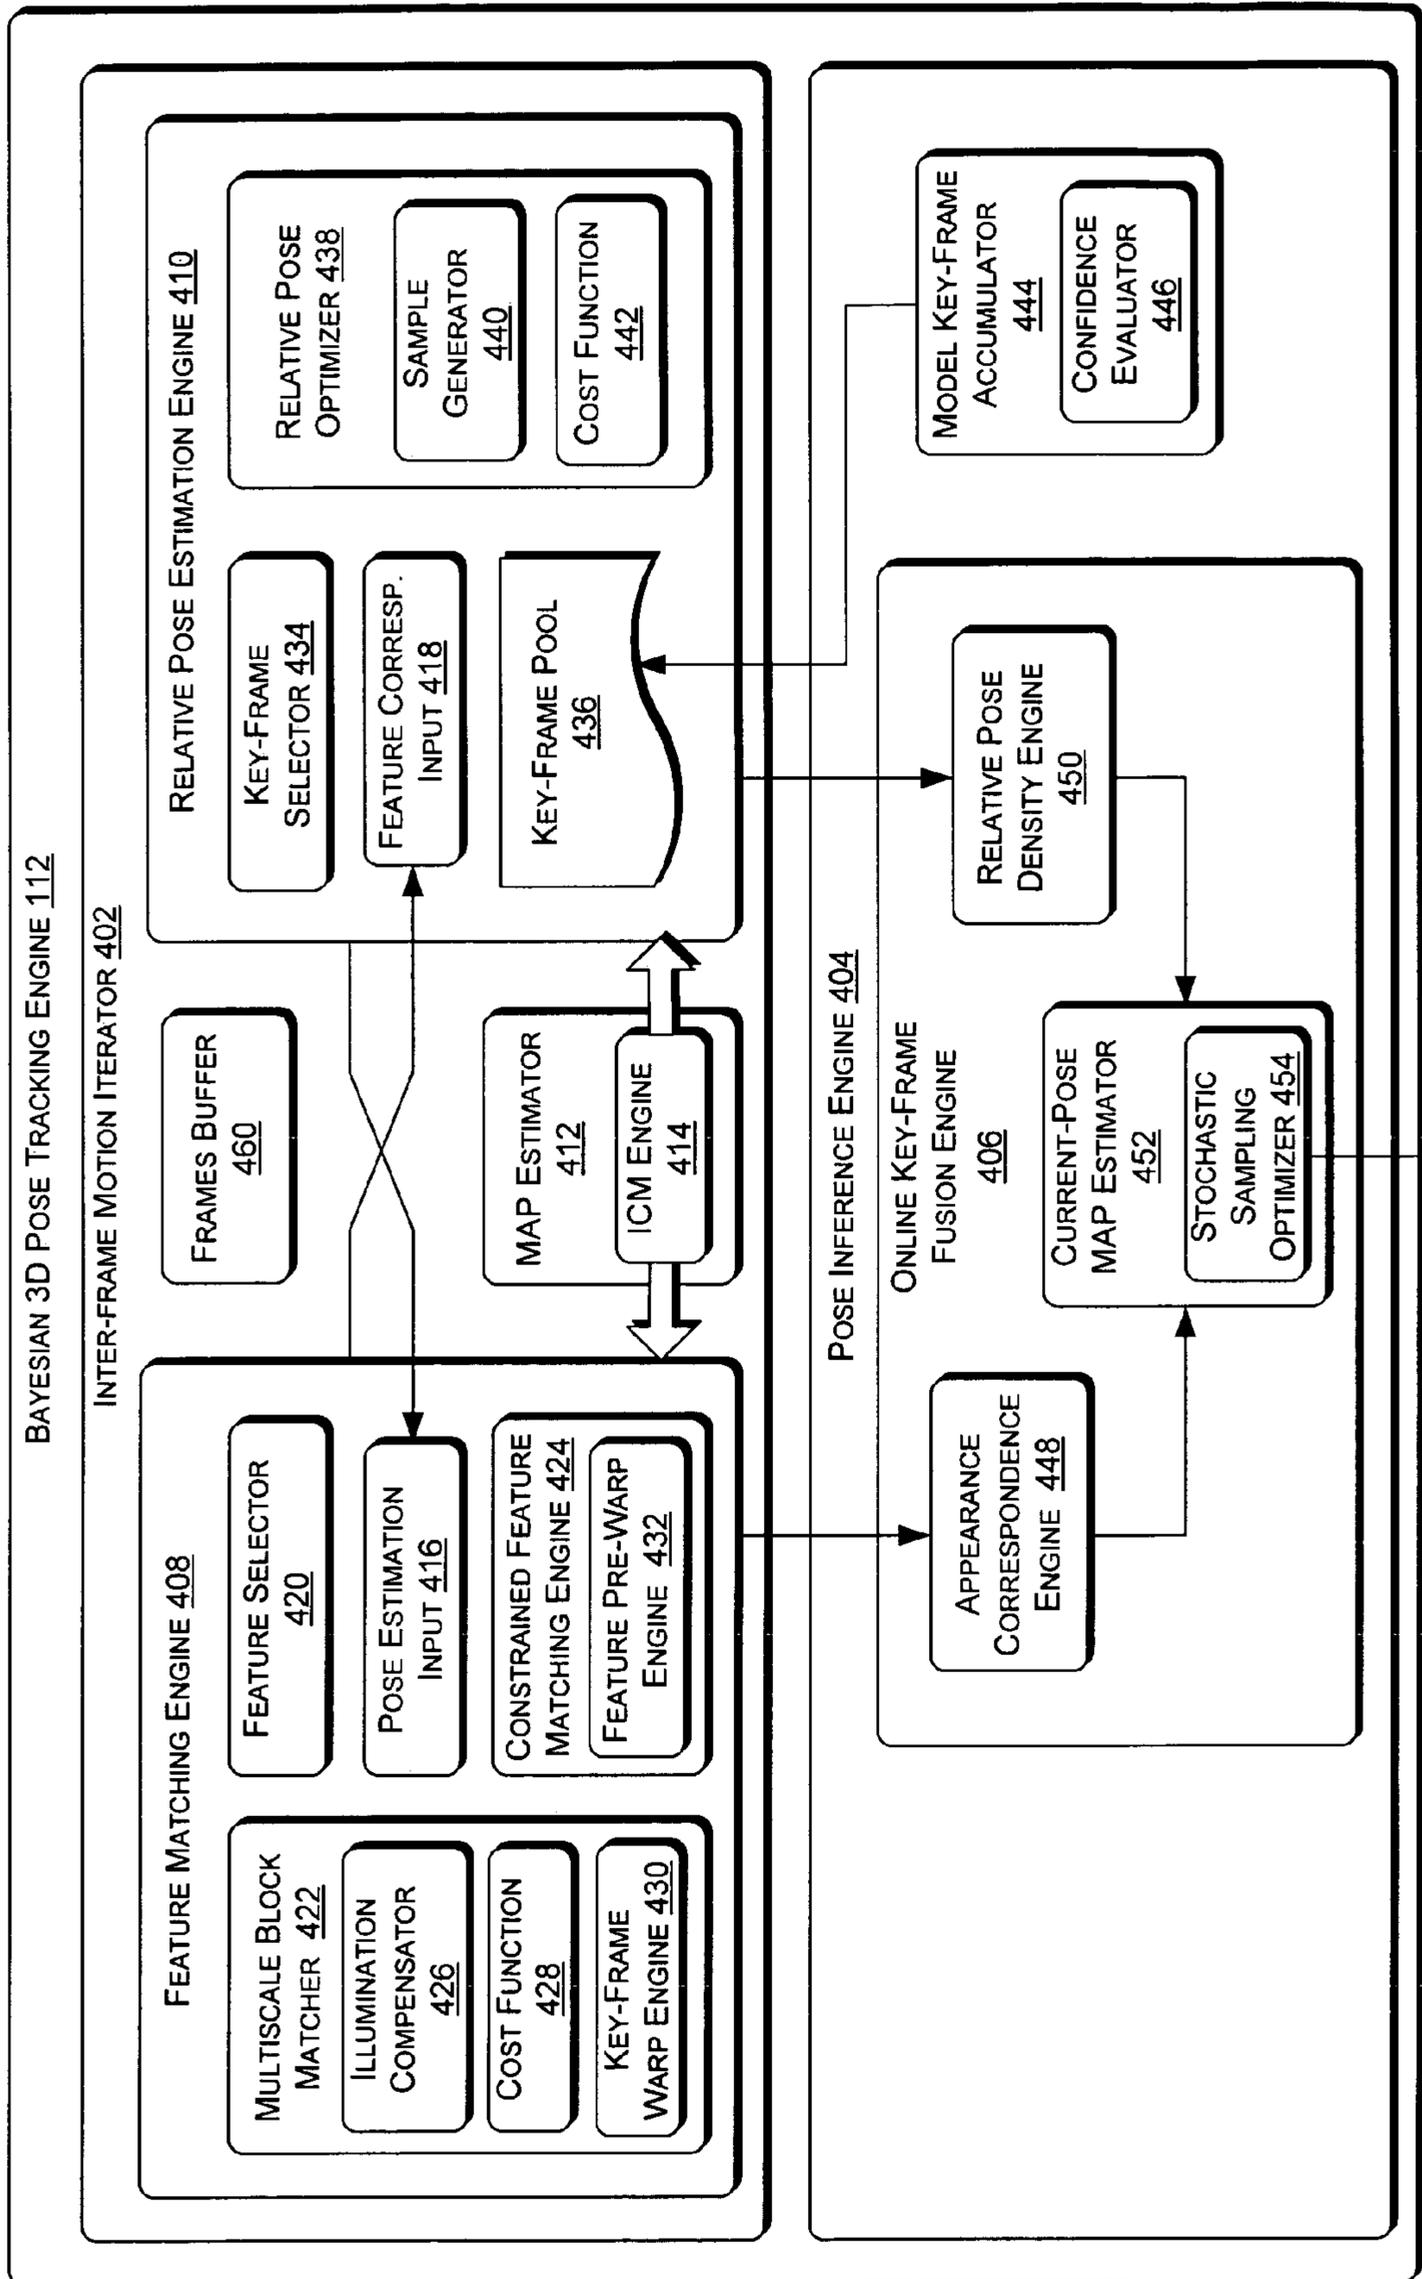 BAYESIAN 3D POSE TRACKING ENGINE 112
INTER-FRAME MOTION ITERATOR 402
FEATURE MATCHING ENGINE 408
MULTISCALE BLOCK
MATCHER 422
ILLUMINATION
COMPENSATOR
426
COST FUNCTION
428
KEY-FRAME
WARP ENGINE 430
FEATURE SELECTOR
420
POSE ESTIMATION
INPUT 416
CONSTRAINED FEATURE
MATCHING ENGINE 424
FEATURE PRE-WARP
ENGINE 432
FRAMES BUFFER
460
MAP ESTIMATOR
412
ICM ENGINE
414
RELATIVE POSE ESTIMATION ENGINE 410
KEY-FRAME
SELECTOR 434
FEATURE CORRESP.
INPUT 418
KEY-FRAME POOL
436
RELATIVE POSE
OPTIMIZER 438
SAMPLE
GENERATOR
440
COST FUNCTION
442
POSE INFERENCE ENGINE 404
ONLINE KEY-FRAME
FUSION ENGINE
406
APPEARANCE
CORRESPONDENCE
ENGINE 448
CURRENT-POSE
MAP ESTIMATOR
452
STOCHASTIC
SAMPLING
OPTIMIZER 454
RELATIVE POSE
DENSITY ENGINE
450
MODEL KEY-FRAME
ACCUMULATOR
444
CONFIDENCE
EVALUATOR
446